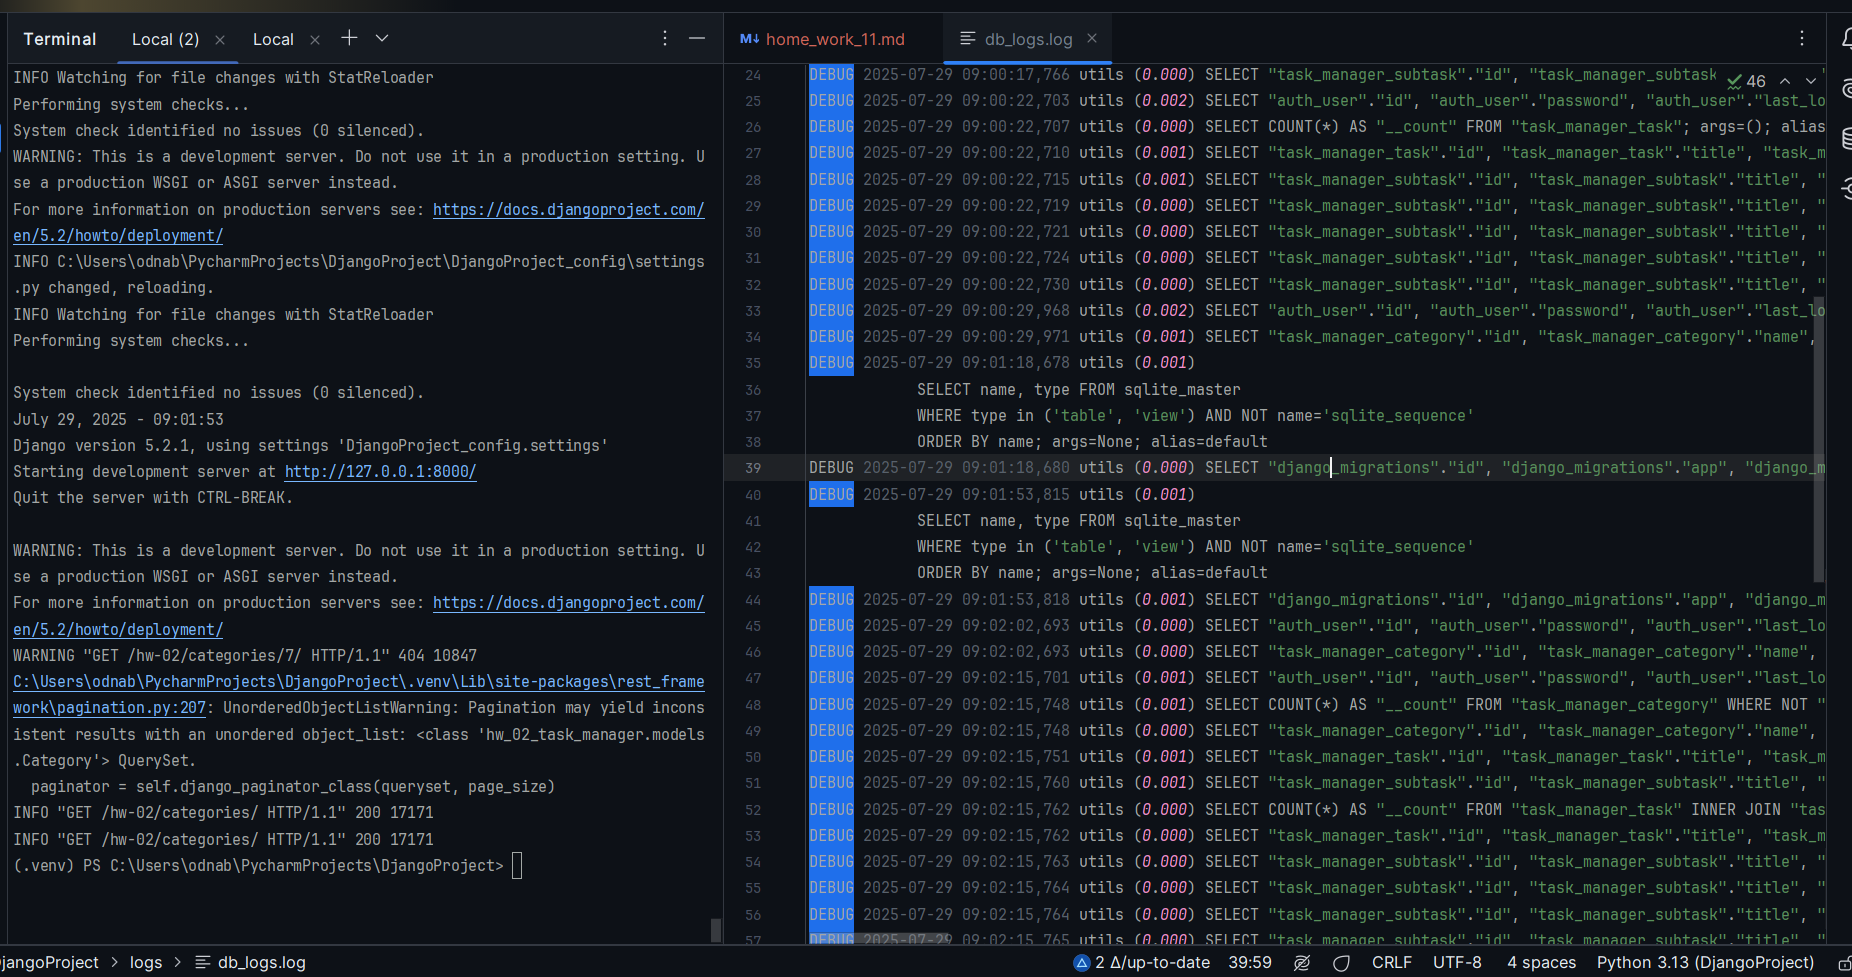 Terminal
Local (2)
Local
INFO Watching for file changes with StatReloader
Performing system checks...
System check identified no issues (0 silenced).
WARNING: This is a development server. Do not use it in a production setting. U
se a production WSGI or ASGI server instead.
For more information on production servers see: https://docs.djangoproject.com/
en/5.2/howto/deployment/
INFO C:\Users\odnab\PycharmProjects\DjangoProject\DjangoProject_config\settings
.py changed, reloading.
INFO Watching for file changes with StatReloader
Performing system checks...
System check identified no issues (0 silenced).
July 29, 2025 - 09:01:53
Django version 5.2.1, using settings 'DjangoProject_config.settings'
Starting development server at http://127.0.0.1:8000/
Quit the server with CTRL-BREAK.
WARNING: This is a development server. Do not use it in a production setting. U
se a production WSGI or ASGI server instead.
For more information on production servers see: https://docs.djangoproject.com/
en/5.2/howto/deployment/
WARNING "GET /hw-02/categories/7/ HTTP/1.1" 404 10847
C:\Users\odnab\PycharmProjects\DjangoProject\.venv\Lib\site-packages\rest_frame
work\pagination.py:207: UnorderedObjectListWarning: Pagination may yield incons
istent results with an unordered object_list: <class 'hw_02_task_manager.models
.Category'> QuerySet.
paginator = self.django_paginator_class(queryset, page_size)
INFO "GET /hw-02/categories/ HTTP/1.1" 200 17171
INFO "GET /hw-02/categories/ HTTP/1.1" 200 17171
(.venv) PS C:\Users\odnab\PycharmProjects\DjangoProject>
M↓ home_work_11.md
db_logs.log
46
24 DEBUG 2025-07-29 09:00:17,766 utils (0.000) SELECT "task_manager_subtask"."id", "task_manager_subtask
25 DEBUG 2025-07-29 09:00:22,703 utils (0.002) SELECT "auth_user"."id", "auth_user"."password", "auth_user"."last_lo
26 DEBUG 2025-07-29 09:00:22,707 utils (0.000) SELECT COUNT(*) AS "__count" FROM "task_manager_task"; args=(); alias
27 DEBUG 2025-07-29 09:00:22,710 utils (0.001) SELECT "task_manager_task"."id", "task_manager_task"."title", "task_m
28 DEBUG 2025-07-29 09:00:22,715 utils (0.001) SELECT "task_manager_subtask"."id", "task_manager_subtask"."title", "
29 DEBUG 2025-07-29 09:00:22,719 utils (0.000) SELECT "task_manager_subtask"."id", "task_manager_subtask"."title", "
30 DEBUG 2025-07-29 09:00:22,721 utils (0.000) SELECT "task_manager_subtask"."id", "task_manager_subtask"."title", "
31 DEBUG 2025-07-29 09:00:22,724 utils (0.000) SELECT "task_manager_subtask"."id", "task_manager_subtask"."title", "
32 DEBUG 2025-07-29 09:00:22,730 utils (0.000) SELECT "task_manager_subtask"."id", "task_manager_subtask"."title", "
33 DEBUG 2025-07-29 09:00:29,968 utils (0.002) SELECT "auth_user"."id", "auth_user"."password", "auth_user"."last_lo
34 DEBUG 2025-07-29 09:00:29,971 utils (0.001) SELECT "task_manager_category"."id", "task_manager_category"."name",
35 DEBUG 2025-07-29 09:01:18,678 utils (0.001)
36 SELECT name, type FROM sqlite_master
37 WHERE type in ('table', 'view') AND NOT name='sqlite_sequence'
38 ORDER BY name; args=None; alias=default
39 DEBUG 2025-07-29 09:01:18,680 utils (0.000) SELECT "django_migrations"."id", "django_migrations"."app", "django_m
40 DEBUG 2025-07-29 09:01:53,815 utils (0.001)
41 SELECT name, type FROM sqlite_master
42 WHERE type in ('table', 'view') AND NOT name='sqlite_sequence'
43 ORDER BY name; args=None; alias=default
44 DEBUG 2025-07-29 09:01:53,818 utils (0.001) SELECT "django_migrations"."id", "django_migrations"."app", "django_m
45 DEBUG 2025-07-29 09:02:02,693 utils (0.000) SELECT "auth_user"."id", "auth_user"."password", "auth_user"."last_lo
46 DEBUG 2025-07-29 09:02:02,693 utils (0.000) SELECT "task_manager_category"."id", "task_manager_category"."name",
47 DEBUG 2025-07-29 09:02:15,701 utils (0.001) SELECT "auth_user"."id", "auth_user"."password", "auth_user"."last_lo
48 DEBUG 2025-07-29 09:02:15,748 utils (0.001) SELECT COUNT(*) AS "__count" FROM "task_manager_category" WHERE NOT "
49 DEBUG 2025-07-29 09:02:15,748 utils (0.000) SELECT "task_manager_category"."id", "task_manager_category"."name",
50 DEBUG 2025-07-29 09:02:15,751 utils (0.001) SELECT "task_manager_task"."id", "task_manager_task"."title", "task_m
51 DEBUG 2025-07-29 09:02:15,760 utils (0.001) SELECT "task_manager_subtask"."id", "task_manager_subtask"."title", "
52 DEBUG 2025-07-29 09:02:15,762 utils (0.000) SELECT COUNT(*) AS "__count" FROM "task_manager_task" INNER JOIN "tas
53 DEBUG 2025-07-29 09:02:15,762 utils (0.000) SELECT "task_manager_task"."id", "task_manager_task"."title", "task_m
54 DEBUG 2025-07-29 09:02:15,763 utils (0.000) SELECT "task_manager_subtask"."id", "task_manager_subtask"."title", "
55 DEBUG 2025-07-29 09:02:15,764 utils (0.000) SELECT "task_manager_subtask"."id", "task_manager_subtask"."title", "
56 DEBUG 2025-07-29 09:02:15,764 utils (0.000) SELECT "task_manager_subtask"."id", "task_manager_subtask"."title", "
57 DEBUG 2025-07-29 09:02:15,765 utils (0.000) SELECT "task_manager_subtask"."id", "task_manager_subtask"."title", "
jangoProject > logs > db_logs.log
2 Δ/up-to-date 39:59 CRLF UTF-8 4 spaces Python 3.13 (DjangoProject)